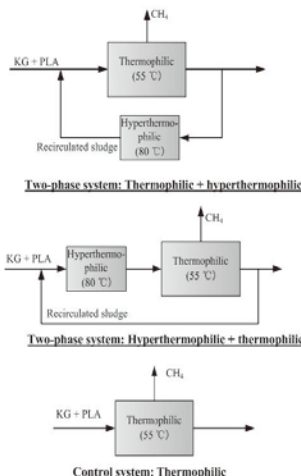 CH₄
KG + PLA
Thermophilic
(55 ℃)
Hyperthermo-
philic
(80 ℃)
Recirculated sludge
Two-phase system: Thermophilic + hyperthermophilic
CH₄
KG + PLA
Hyperthermo-
philic
(80 ℃)
Thermophilic
(55 ℃)
Recirculated sludge
Two-phase system: Hyperthermophilic + thermophilic
CH₄
KG + PLA
Thermophilic
(55 ℃)
Control system: Thermophilic